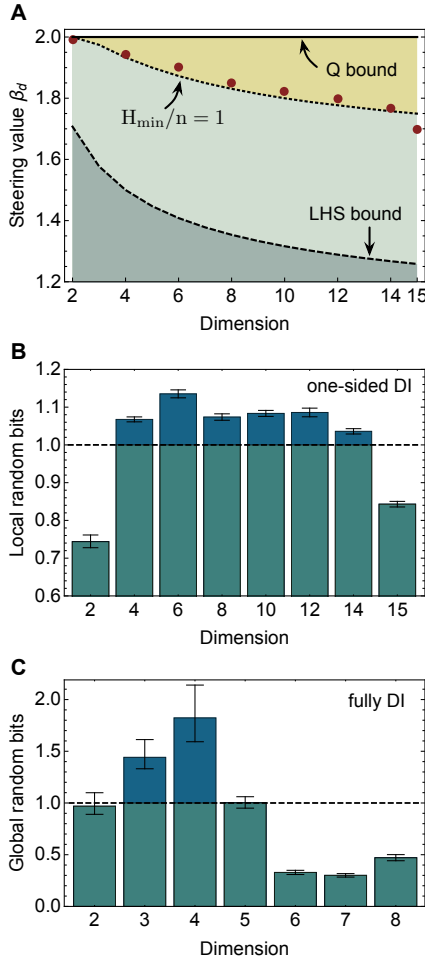 A
2.0
1.8
1.6
1.4
1.2
Steering value βd
Q bound
Hmin/n = 1
LHS bound
2 4 6 8 10 12 14 15
Dimension
B
1.2
1.1
1.0
0.9
0.8
0.7
0.6
Local random bits
one-sided DI
2 4 6 8 10 12 14 15
Dimension
C
2.0
1.5
1.0
0.5
0.0
Global random bits
fully DI
2 3 4 5 6 7 8
Dimension